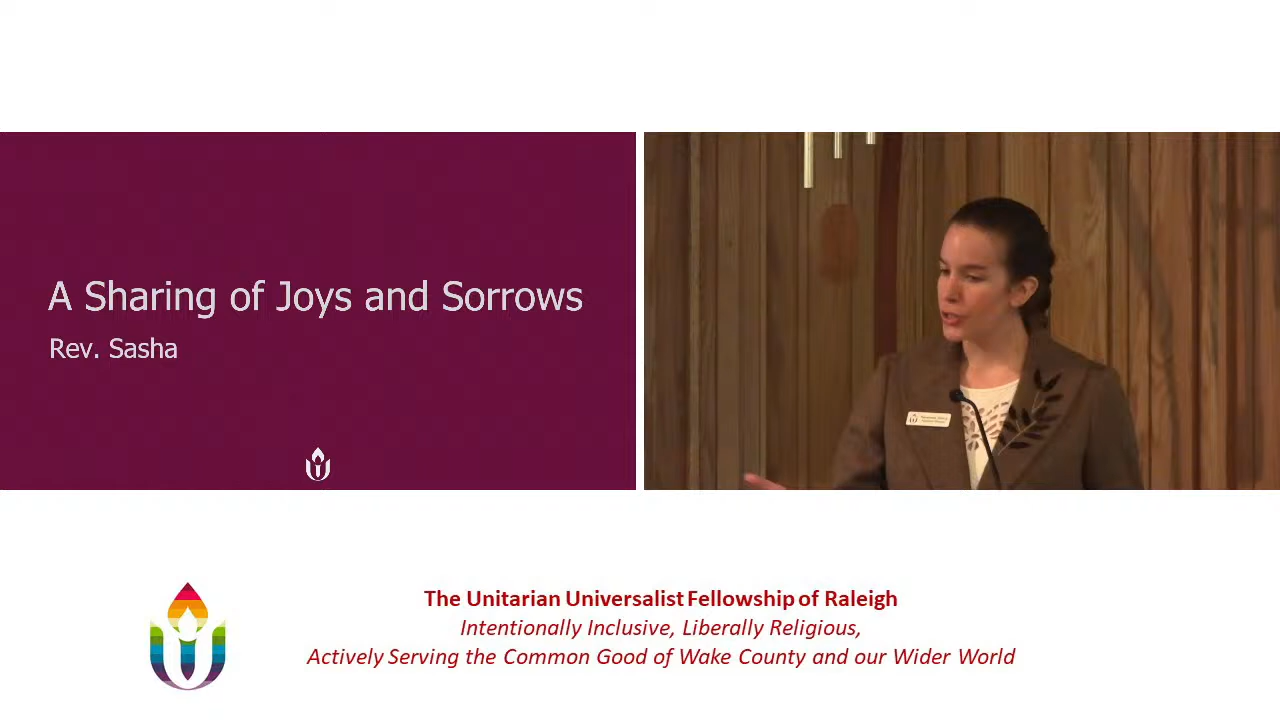 A Sharing of Joys and Sorrows
Rev. Sasha
The Unitarian Universalist Fellowship of Raleigh
Intentionally Inclusive, Liberally Religious,
Actively Serving the Common Good of Wake County and our Wider World